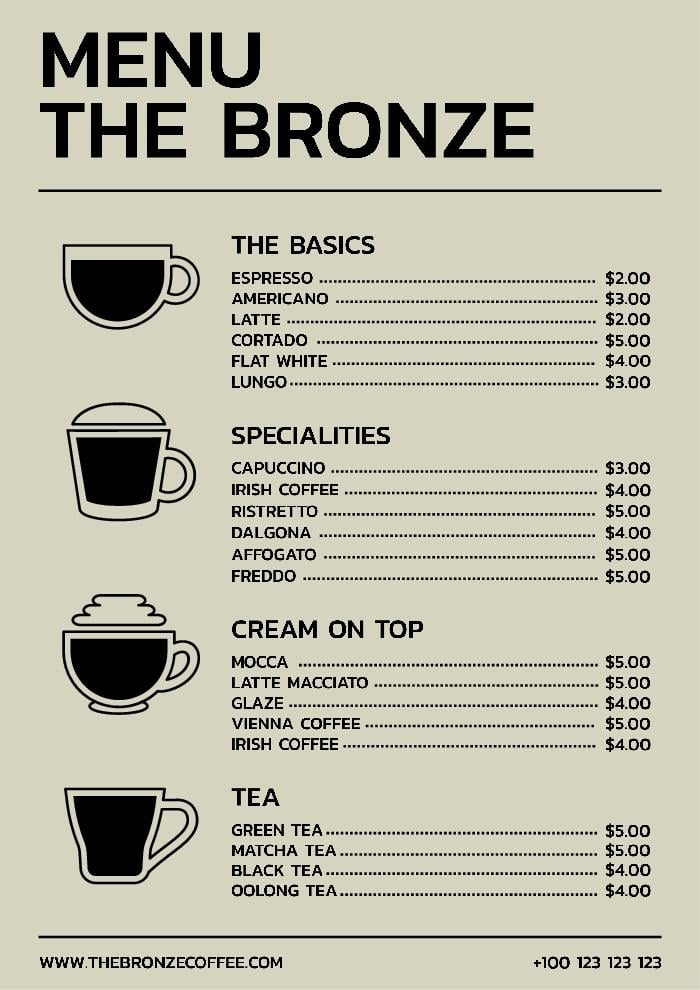 MENU
THE BRONZE
THE BASICS
ESPRESSO $2.00
AMERICANO $3.00
LATTE $2.00
CORTADO $5.00
FLAT WHITE $4.00
LUNGO $3.00
SPECIALITIES
CAPUCCINO $3.00
IRISH COFFEE $4.00
RISTRETTO $5.00
DALGONA $4.00
AFFOGATO $5.00
FREDDO $5.00
CREAM ON TOP
MOCCA $5.00
LATTE MACCIATO $5.00
GLAZE $4.00
VIENNA COFFEE $5.00
IRISH COFFEE $4.00
TEA
GREEN TEA $5.00
MATCHA TEA $5.00
BLACK TEA $4.00
OOLONG TEA $4.00
WWW.THEBRONZECOFFEE.COM +100 123 123 123